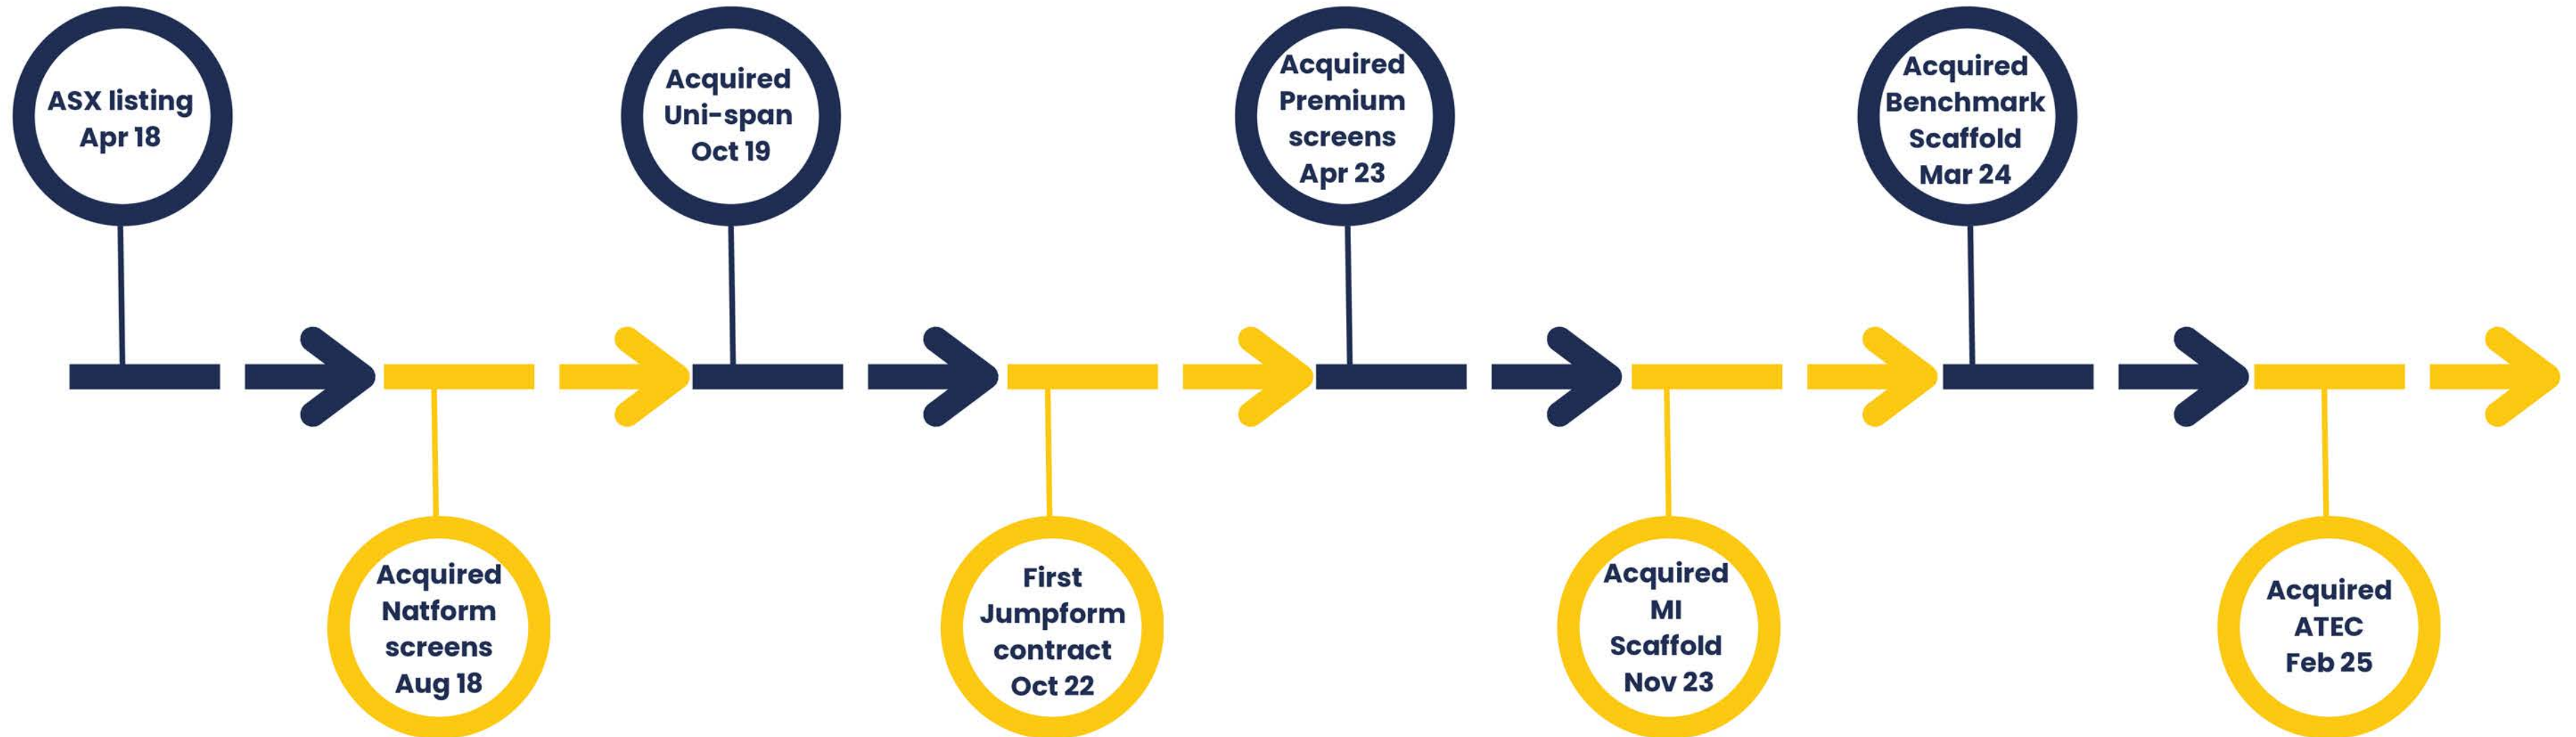 ASX listing
Apr 18
Acquired
Natform
screens
Aug 18
Acquired
Uni-span
Oct 19
First
Jumpform
contract
Oct 22
Acquired
Premium
screens
Apr 23
Acquired
MI
Scaffold
Nov 23
Acquired
Benchmark
Scaffold
Mar 24
Acquired
ATEC
Feb 25